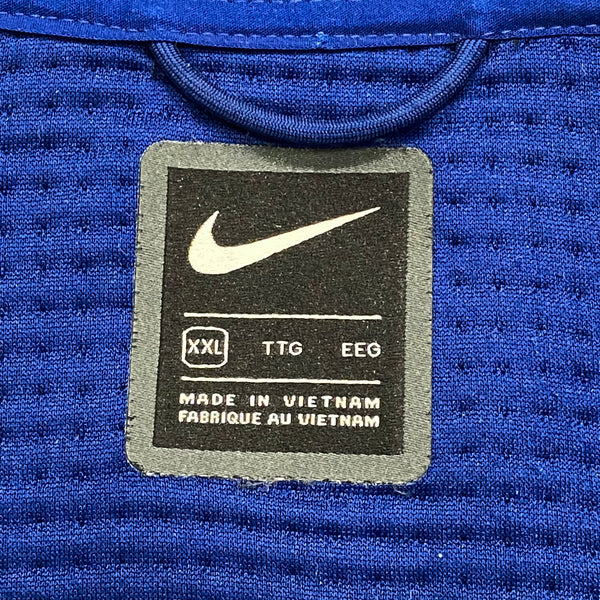 XXL TTG EEG
MADE IN VIETNAM
FABRIQUE AU VIETNAM